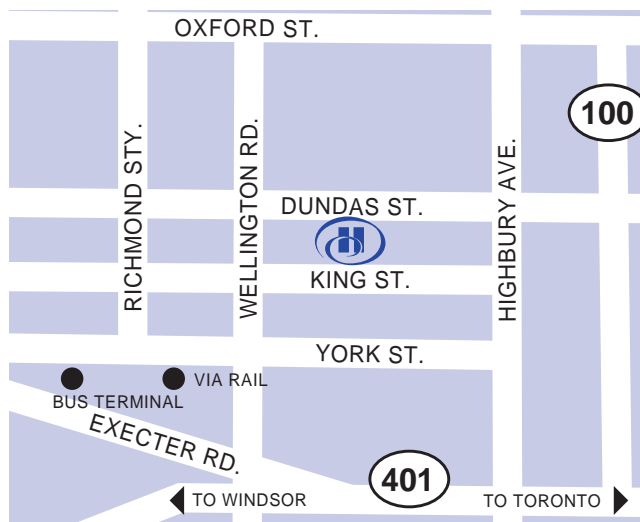 OXFORD ST.
100
RICHMOND STY.
WELLINGTON RD.
HIGHBURY AVE.
DUNDAS ST.
H
KING ST.
YORK ST.
VIA RAIL
BUS TERMINAL
EXECTER RD.
401
TO WINDSOR
TO TORONTO